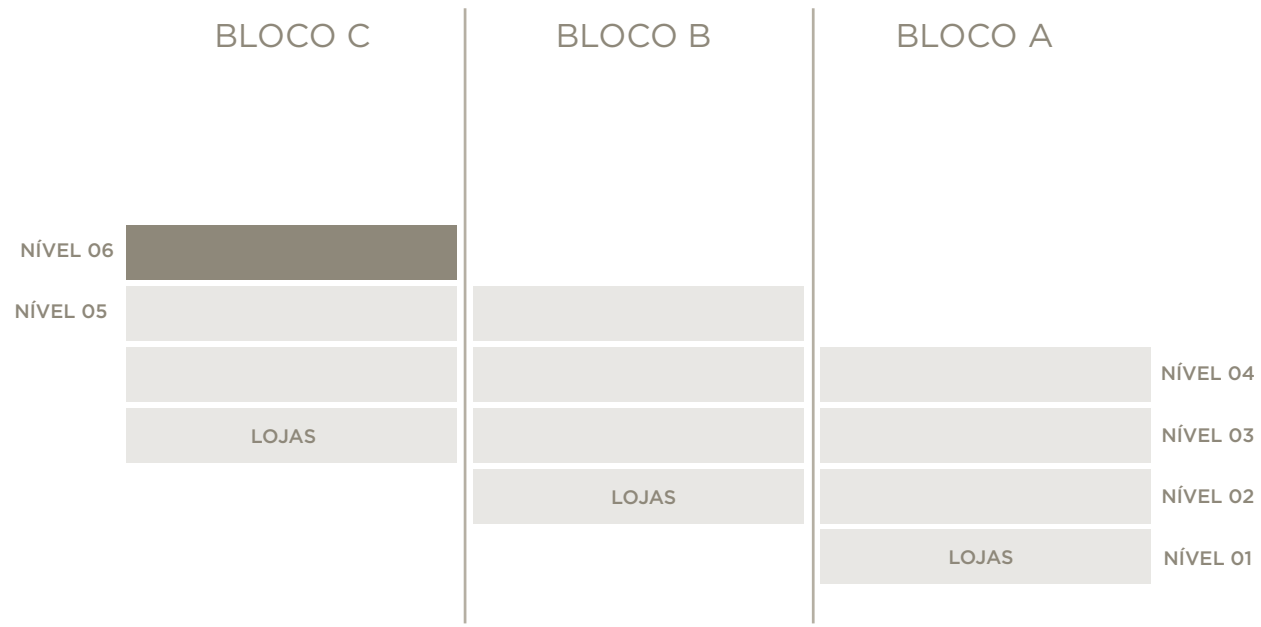 BLOCO C
BLOCO B
BLOCO A
NÍVEL 06
NÍVEL 05
NÍVEL 04
LOJAS
NÍVEL 03
LOJAS
NÍVEL 02
LOJAS
NÍVEL 01